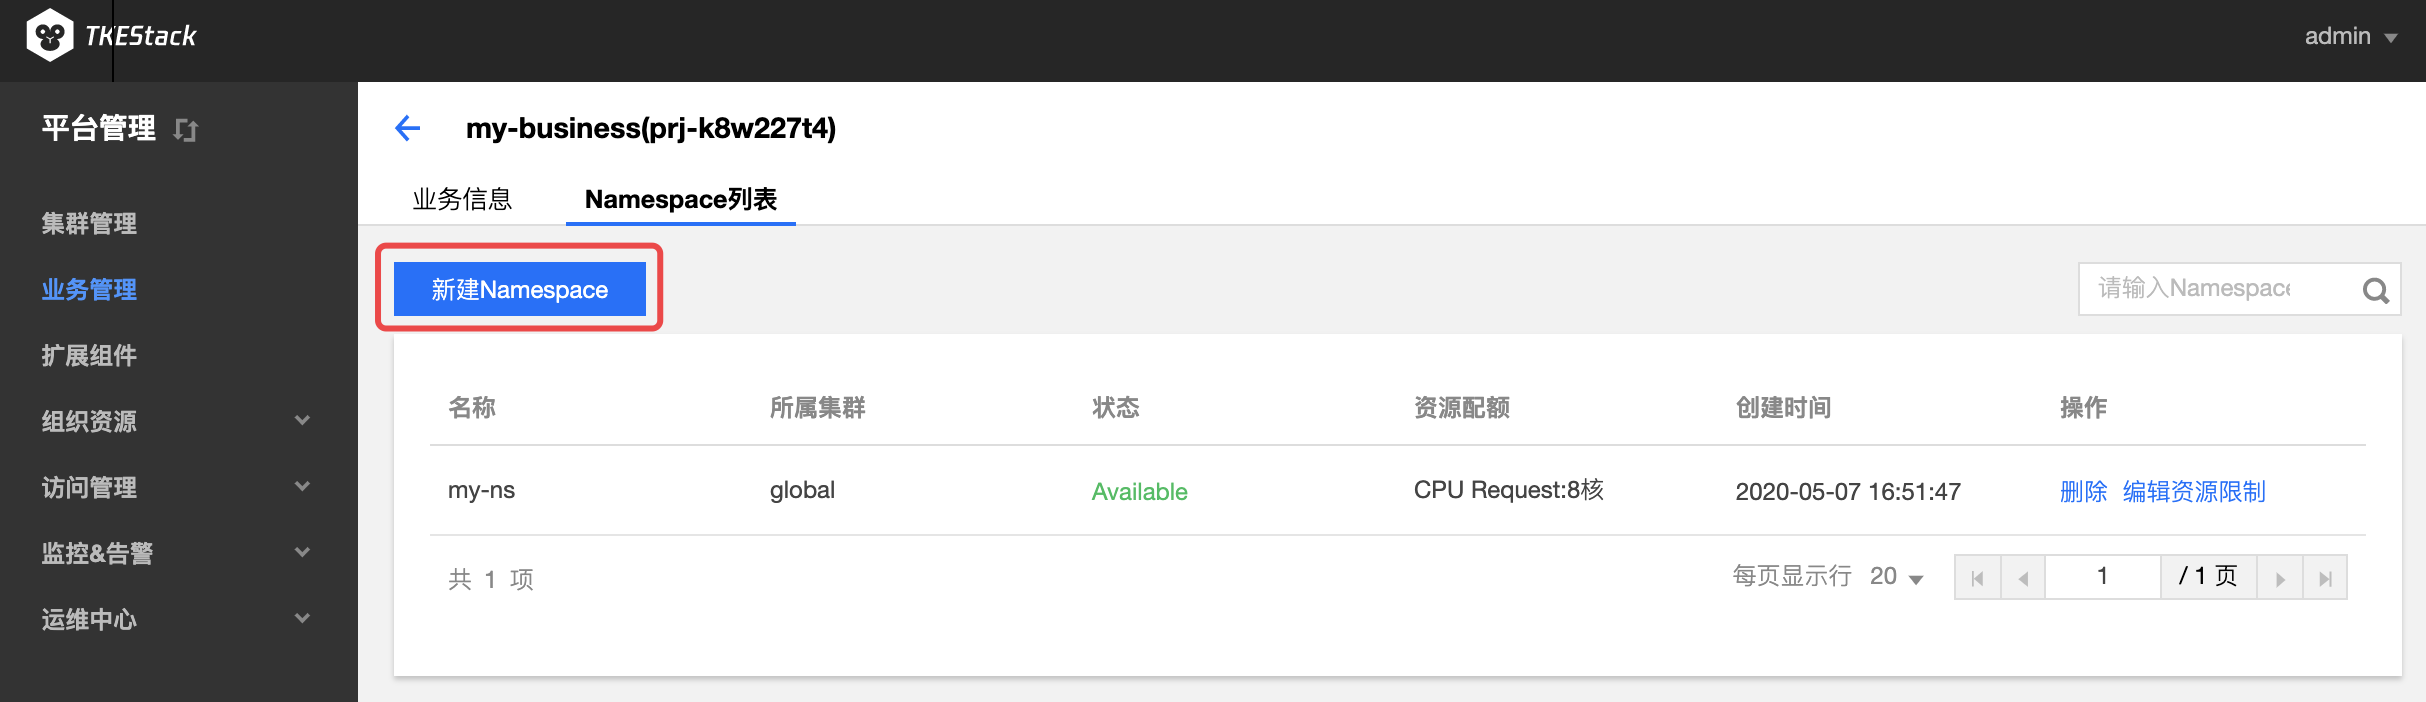 TKEStack
admin
平台管理
集群管理
业务管理
扩展组件
组织资源
访问管理
监控&告警
运维中心
my-business(prj-k8w227t4)
业务信息 Namespace列表
新建Namespace
请输入Namespace
名称 所属集群 状态 资源配额 创建时间 操作
my-ns global Available CPU Request:8核 2020-05-07 16:51:47 删除 编辑资源限制
共 1 项 每页显示行 20 1 / 1 页